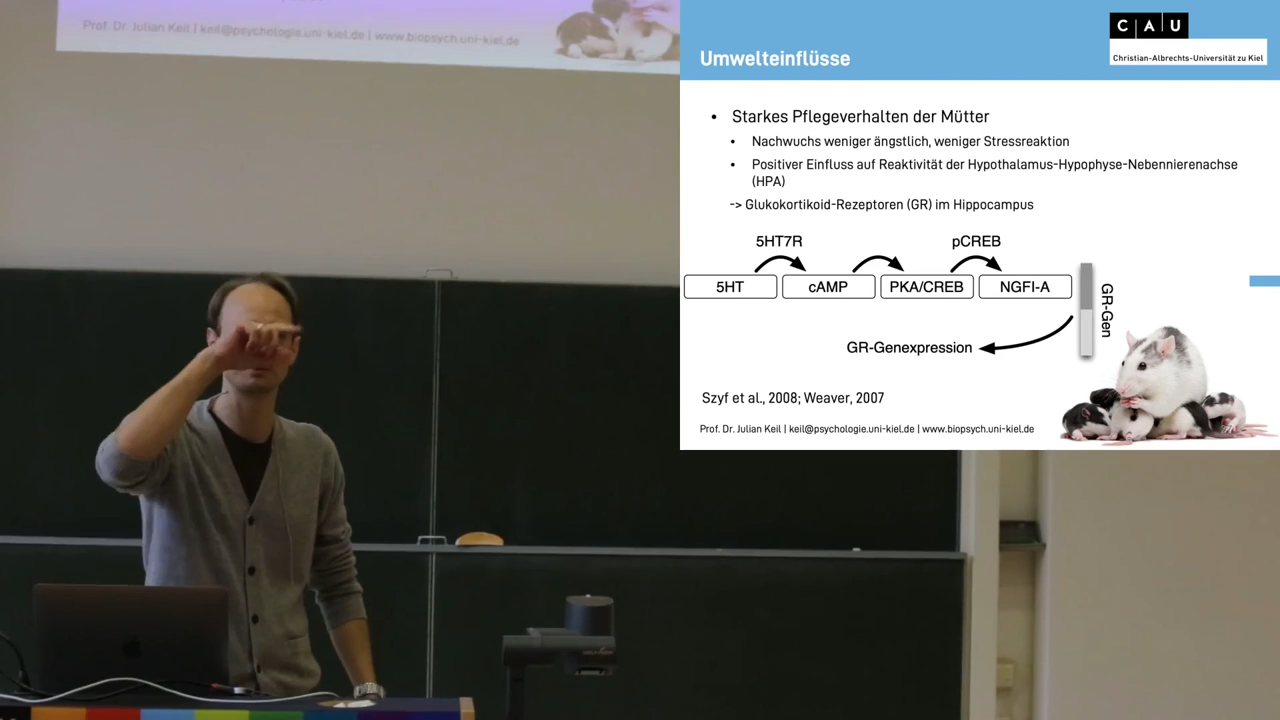 Prof. Dr. Julian Keil | keil@psychologie.uni-kiel.de | www.biopsych.uni-kiel.de
C A U
Christian-Albrechts-Universität zu Kiel
Umwelteinflüsse
• Starkes Pflegeverhalten der Mütter
• Nachwuchs weniger ängstlich, weniger Stressreaktion
• Positiver Einfluss auf Reaktivität der Hypothalamus-Hypophyse-Nebennierenachse
(HPA)
-> Glukokortikoid-Rezeptoren (GR) im Hippocampus
5HT7R pCREB
5HT cAMP PKA/CREB NGFI-A
GR-Gen
GR-Genexpression
Szyf et al., 2008; Weaver, 2007
Prof. Dr. Julian Keil | keil@psychologie.uni-kiel.de | www.biopsych.uni-kiel.de